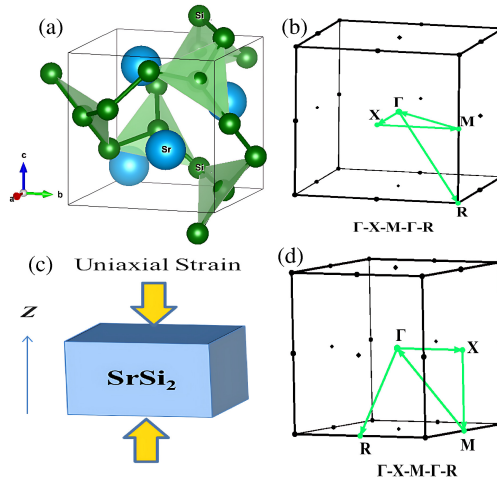 (a)
Si
Sr
Si
c
a
b
(b)
Γ
X
M
R
Γ-X-M-Γ-R
(c)
Uniaxial Strain
Z
SrSi₂
(d)
Γ
X
R
M
Γ-X-M-Γ-R